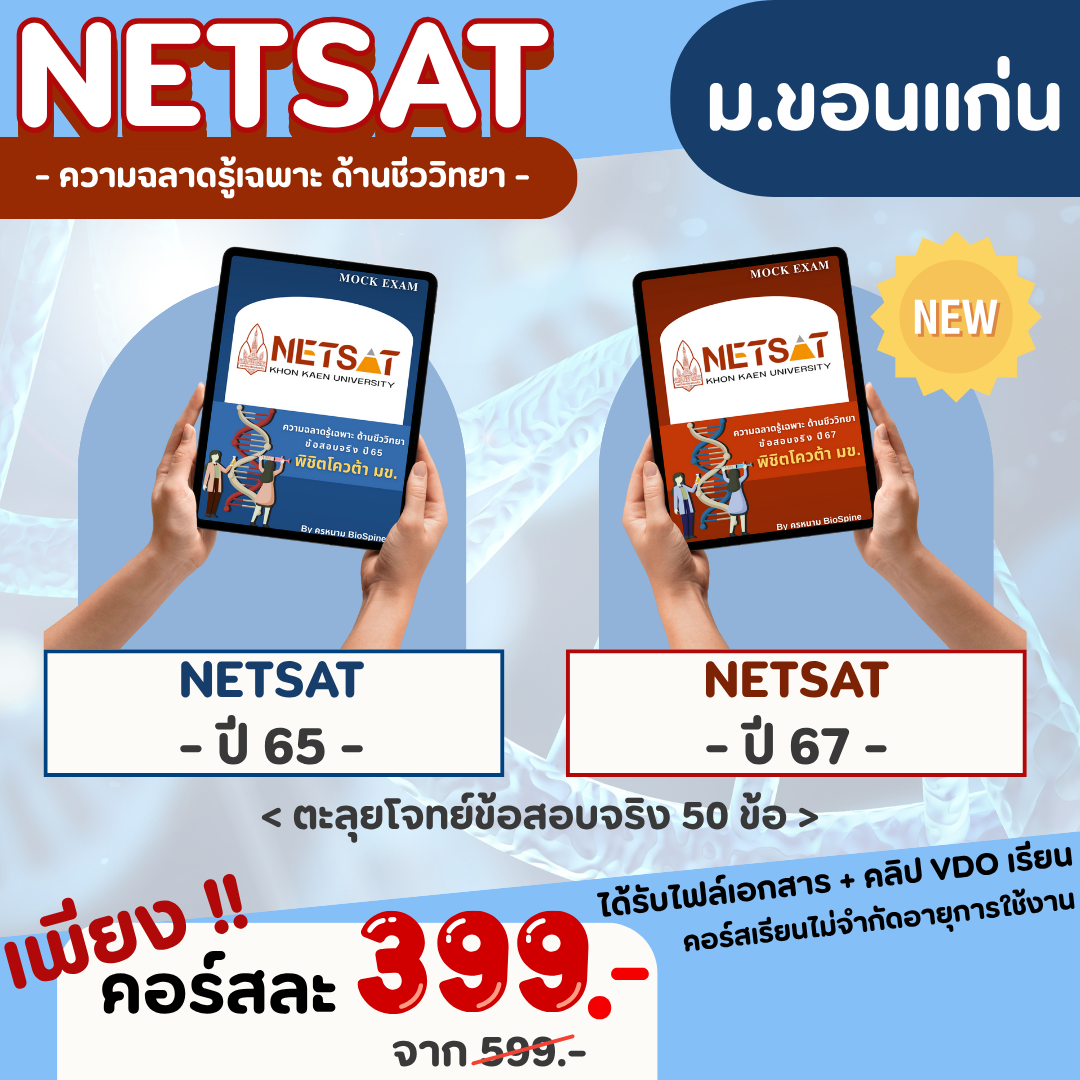 NETSAT
ม.ขอนแก่น
- ความฉลาดรู้เฉพาะ ด้านชีววิทยา -
MOCK EXAM
NETSAT
KHON KAEN UNIVERSITY
ความฉลาดรู้เฉพาะ ด้านชีววิทยา
ข้อสอบจริง ปี65
พิชิตโควต้า มข.
By ครูหนาม BioSpine
MOCK EXAM
NETSAT
KHON KAEN UNIVERSITY
ความฉลาดรู้เฉพาะ ด้านชีววิทยา
ข้อสอบจริง ปี67
พิชิตโควต้า มข.
By ครูหนาม BioSpine
NEW
NETSAT
- ปี 65 -
NETSAT
- ปี 67 -
< ตะลุยโจทย์ข้อสอบจริง 50 ข้อ >
ได้รับไฟล์เอกสาร + คลิป VDO เรียน
คอร์สเรียนไม่จำกัดอายุการใช้งาน
เพียง !!
คอร์สละ 399.-
จาก 599.-